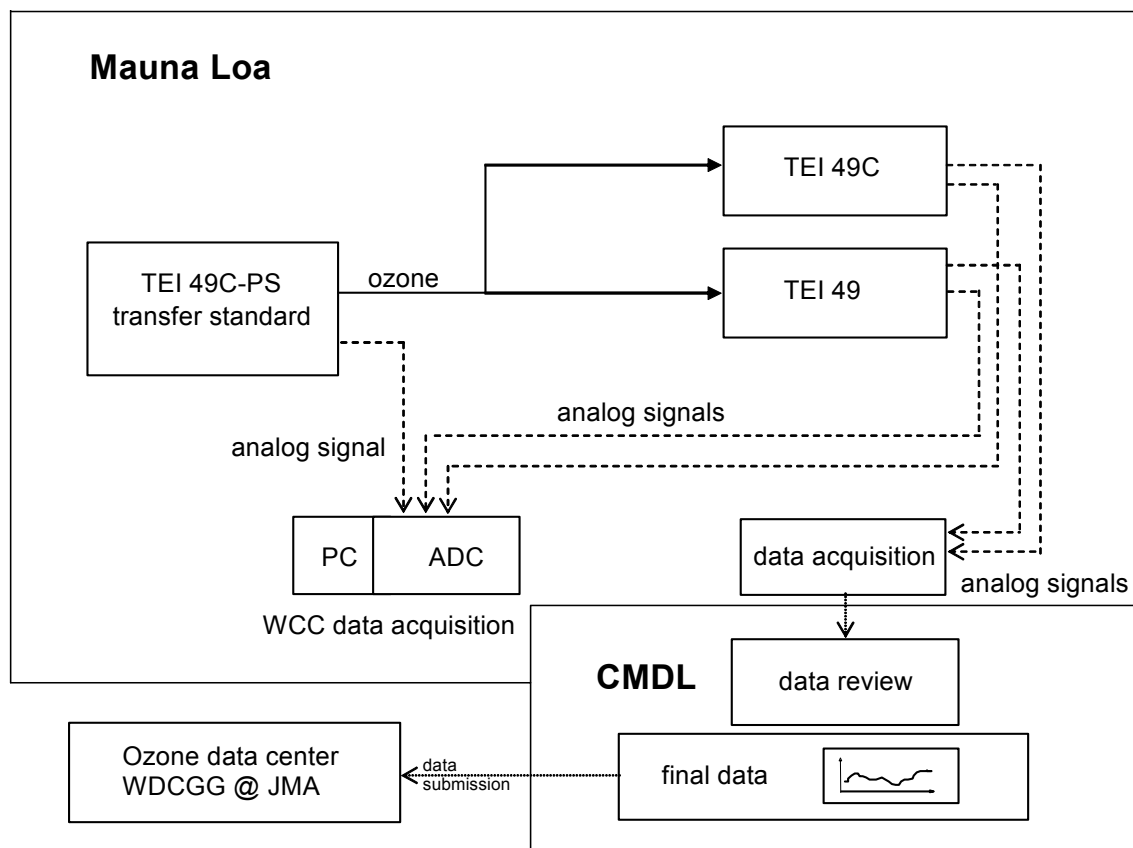 Mauna Loa
TEI 49C
TEI 49C-PS
transfer standard
ozone
TEI 49
analog signals
analog signal
PC
ADC
data acquisition
WCC data acquisition
analog signals
CMDL
data review
Ozone data center
WDCGG @ JMA
data
submission
final data